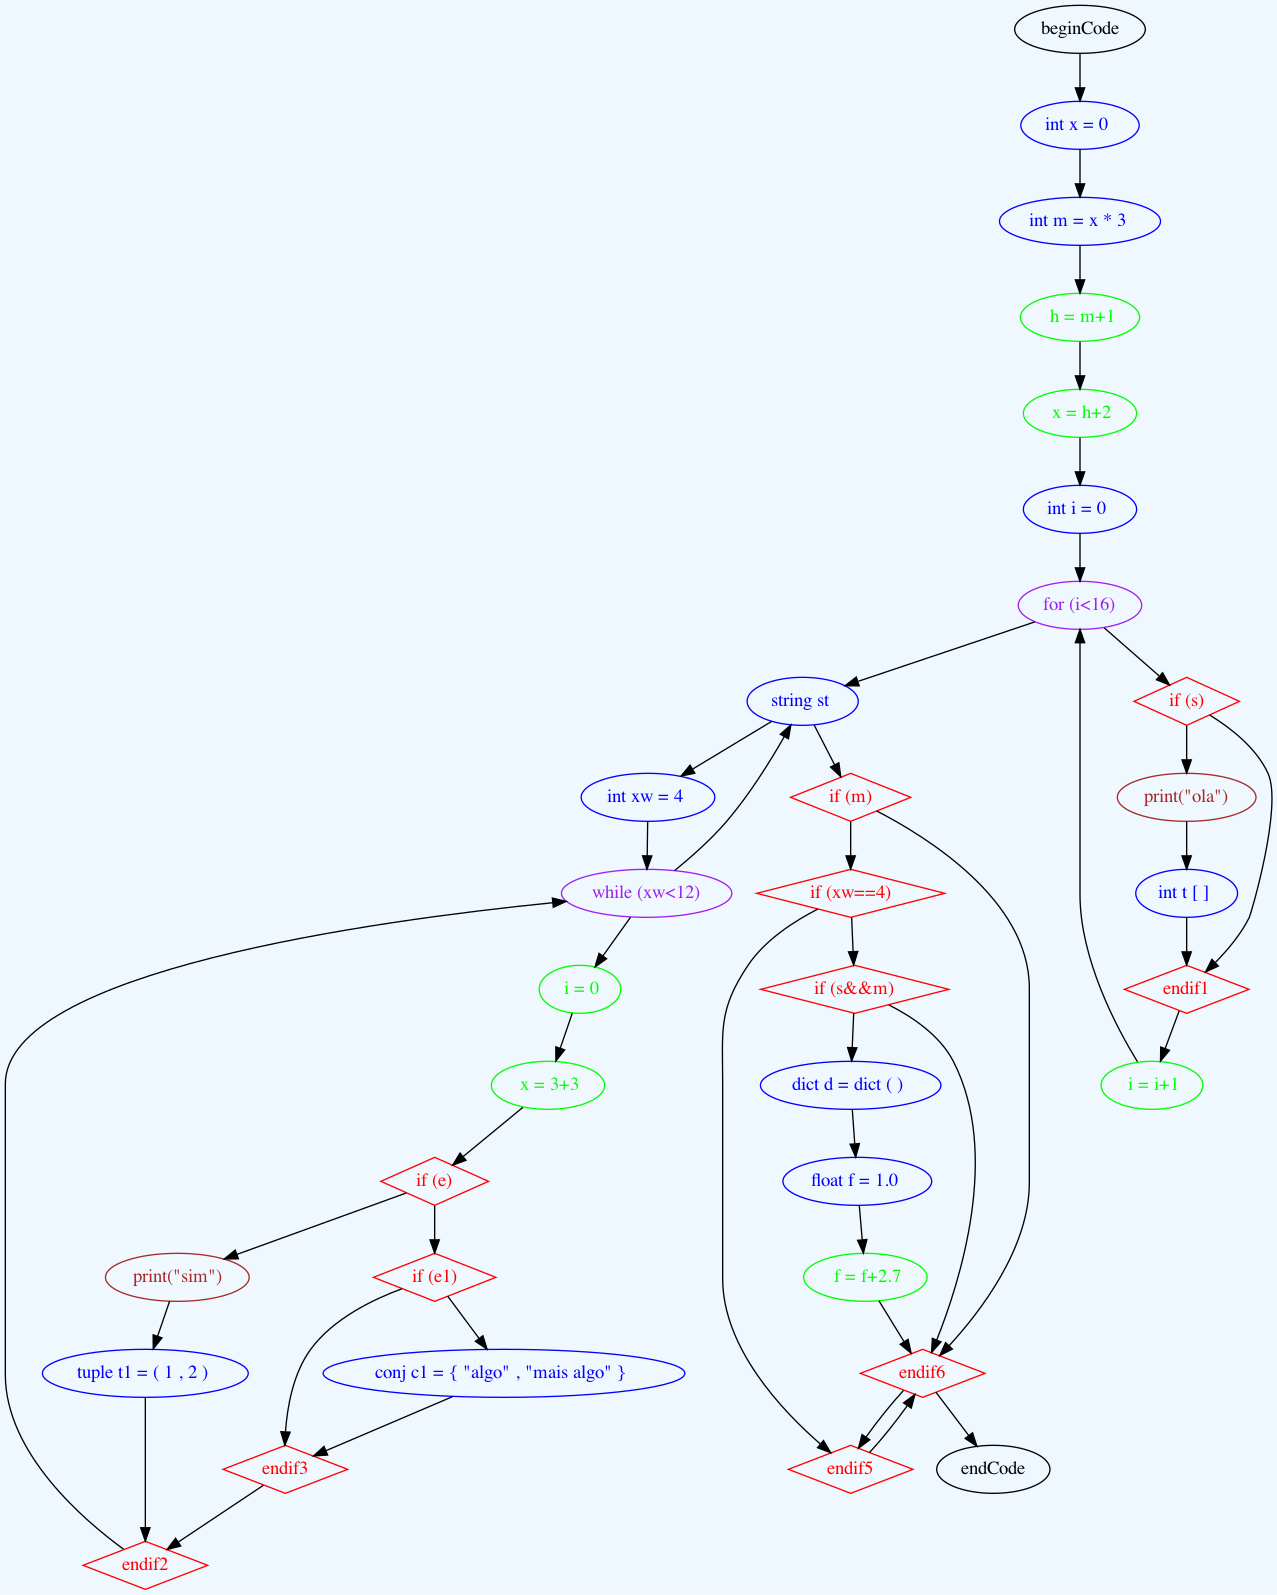 beginCode
int x = 0
int m = x * 3
h = m+1
x = h+2
int i = 0
for (i<16)
string st
if (s)
int xw = 4
if (m)
print("ola")
while (xw<12)
if (xw==4)
int t [ ]
i = 0
if (s&&m)
endif1
x = 3+3
dict d = dict ( )
i = i+1
if (e)
float f = 1.0
print("sim")
if (e1)
f = f+2.7
tuple t1 = ( 1 , 2 )
conj c1 = { "algo" , "mais algo" }
endif6
endif3
endif5
endCode
endif2